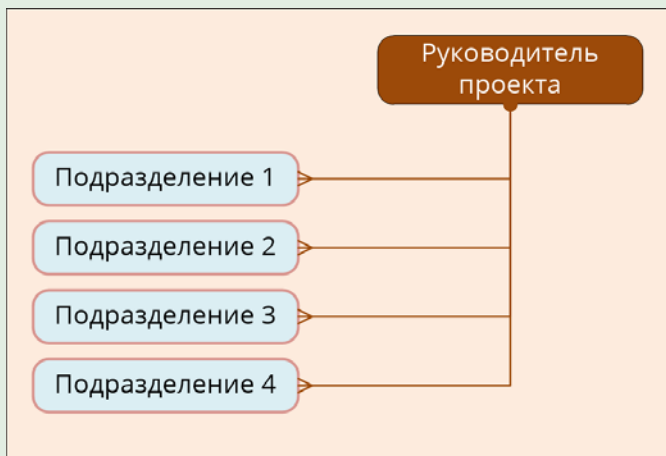 Руководитель
проекта
Подразделение 1
Подразделение 2
Подразделение 3
Подразделение 4